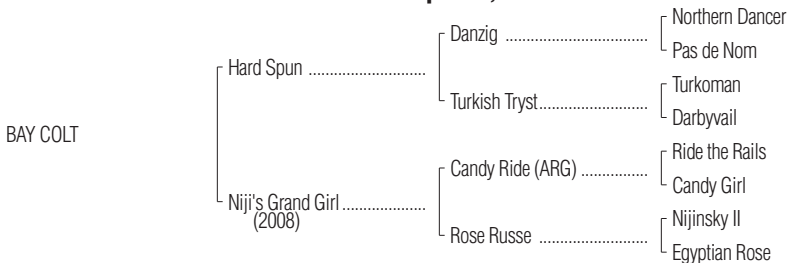 Northern Dancer
Danzig ..............................
Pas de Nom
Hard Spun ...........................
Turkoman
Turkish Tryst......................
Darbyvail
BAY COLT
Ride the Rails
Candy Ride (ARG) ................
Candy Girl
Niji's Grand Girl ...................
(2008)
Nijinsky II
Rose Russe ........................
Egyptian Rose